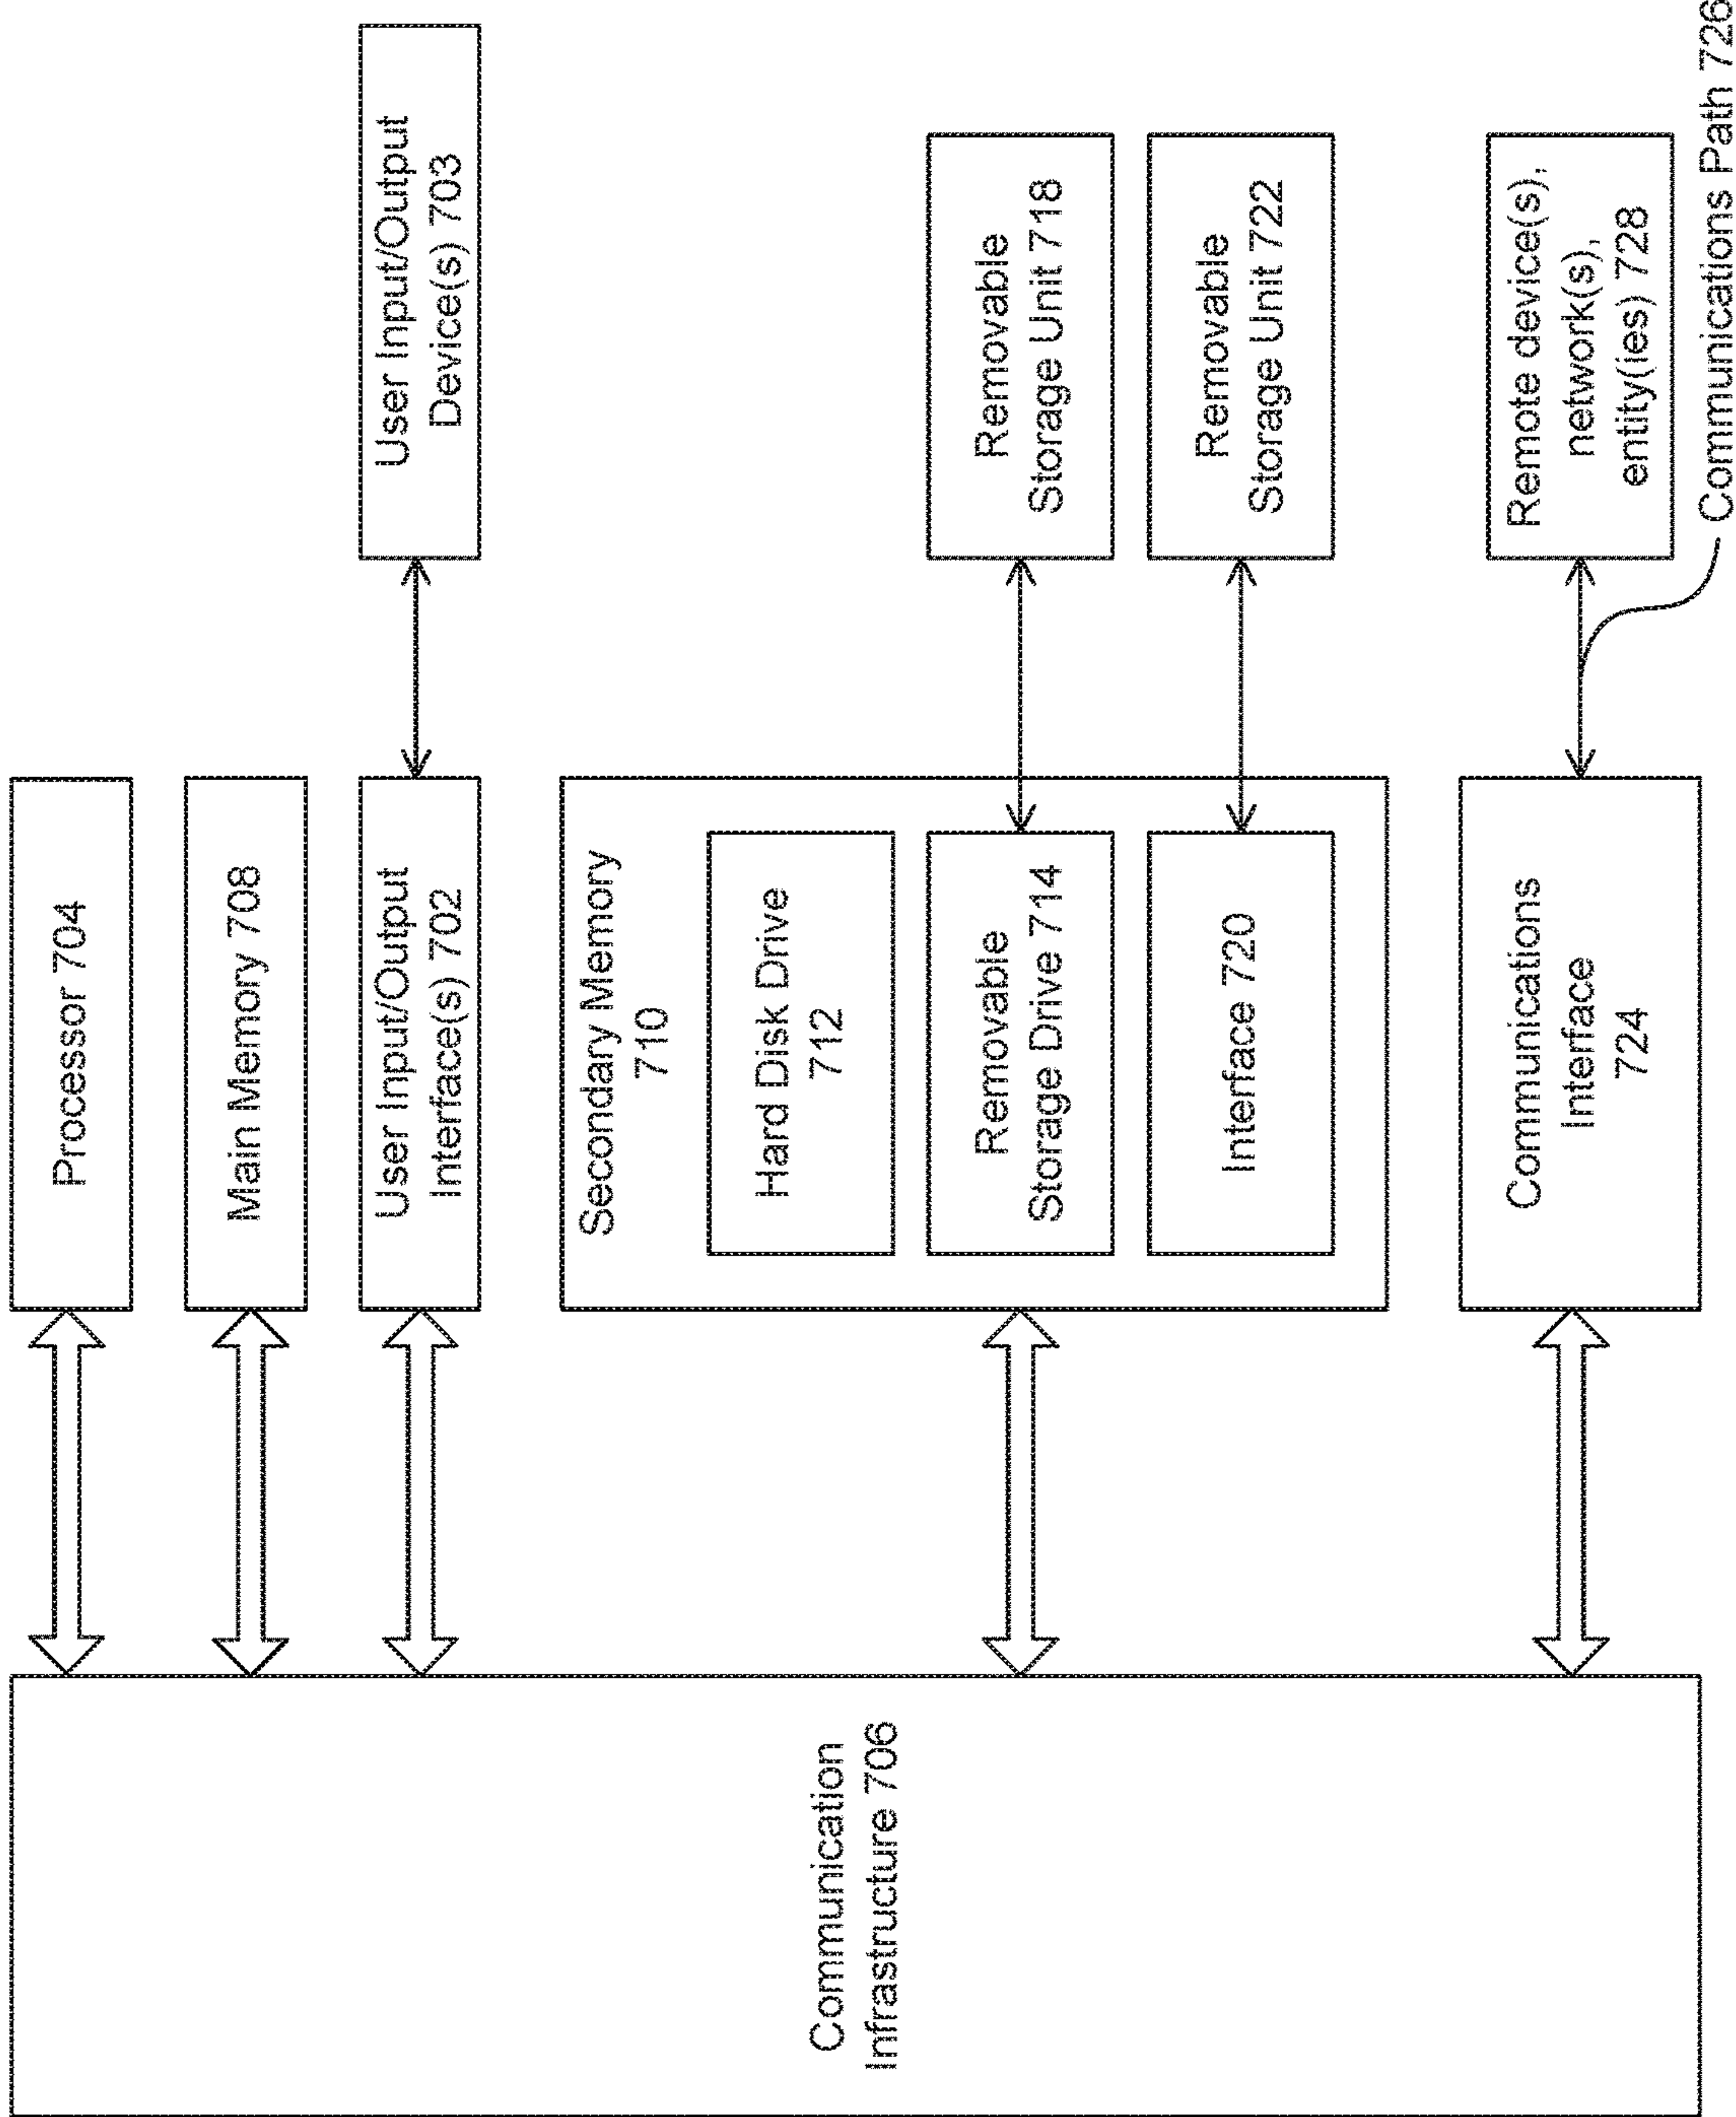 Processor 704
Main Memory 708
User Input/Output
Interface(s) 702
User Input/Output
Device(s) 703
Secondary Memory
710
Hard Disk Drive
712
Removable
Storage Drive 714
Removable
Storage Unit 718
Interface 720
Removable
Storage Unit 722
Communications
Interface
724
Remote device(s),
network(s),
entity(ies) 728
Communications Path 726
Communication
Infrastructure 706